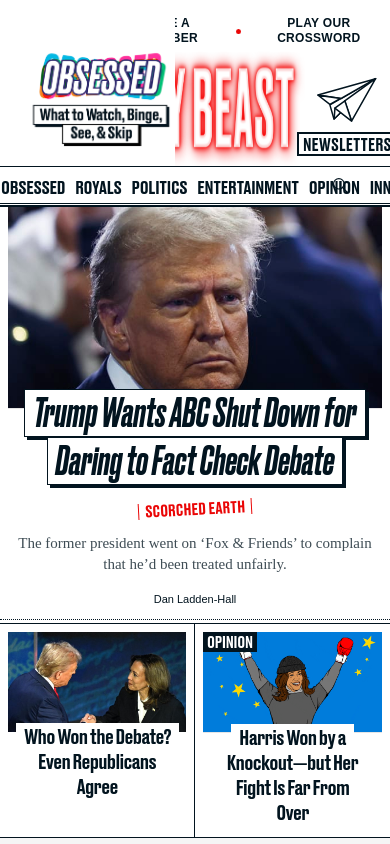 E A
BER
PLAY OUR
CROSSWORD
OBSESSED
What to Watch, Binge,
See, & Skip
Y BEAST
NEWSLETTERS
OBSESSED ROYALS POLITICS ENTERTAINMENT OPINION INN
Trump Wants ABC Shut Down for
Daring to Fact Check Debate
SCORCHED EARTH
The former president went on ‘Fox & Friends’ to complain
that he’d been treated unfairly.
Dan Ladden-Hall
Who Won the Debate?
Even Republicans
Agree
OPINION
Harris Won by a
Knockout—but Her
Fight Is Far From
Over